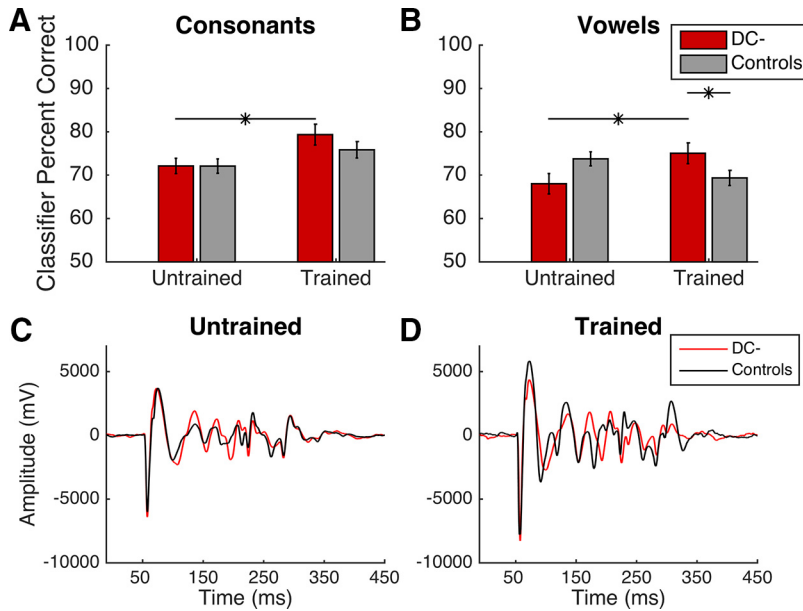 A
Consonants
Classifier Percent Correct
100
90
80
70
60
50
*
Untrained
Trained
B
Vowels
DC-
Controls
100
90
80
70
60
50
*
*
Untrained
Trained
C
Untrained
Amplitude (mV)
5000
0
-5000
-10000
50 150 250 350 450
Time (ms)
D
Trained
DC-
Controls
5000
0
-5000
-10000
50 150 250 350 450
Time (ms)